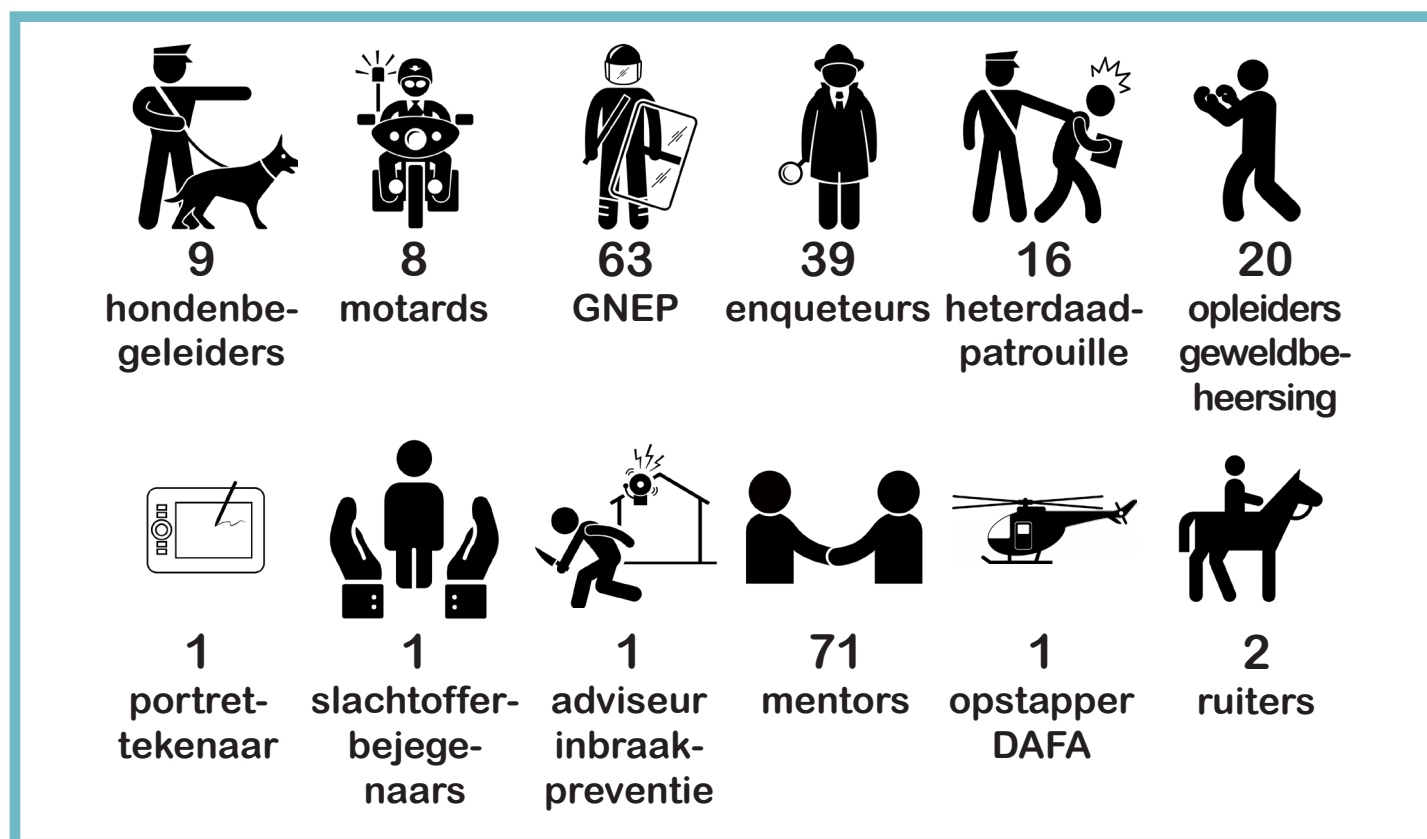 9
hondenbe-
geleiders
8
motards
63
GNEP
39
enqueteurs
16
heterdaad-
patrouille
20
opleiders
geweldbe-
heersing
1
portret-
tekenaar
1
slachtoffer-
bejege-
naars
1
adviseur
inbraak-
preventie
71
mentors
1
opstapper
DAFA
2
ruiters